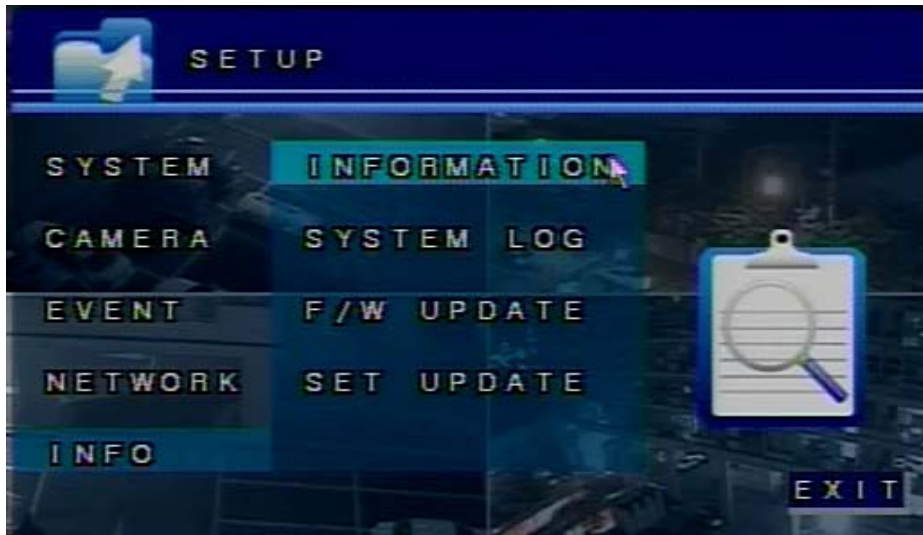 SETUP
SYSTEM
CAMERA
EVENT
NETWORK
INFO
INFORMATION
SYSTEM LOG
F/W UPDATE
SET UPDATE
EXIT